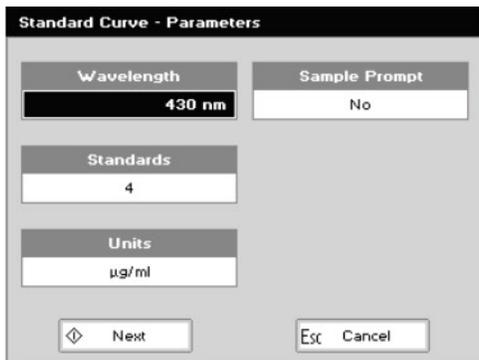 Standard Curve - Parameters
Wavelength
430 nm
Sample Prompt
No
Standards
4
Units
µg/ml
Next
Esc Cancel